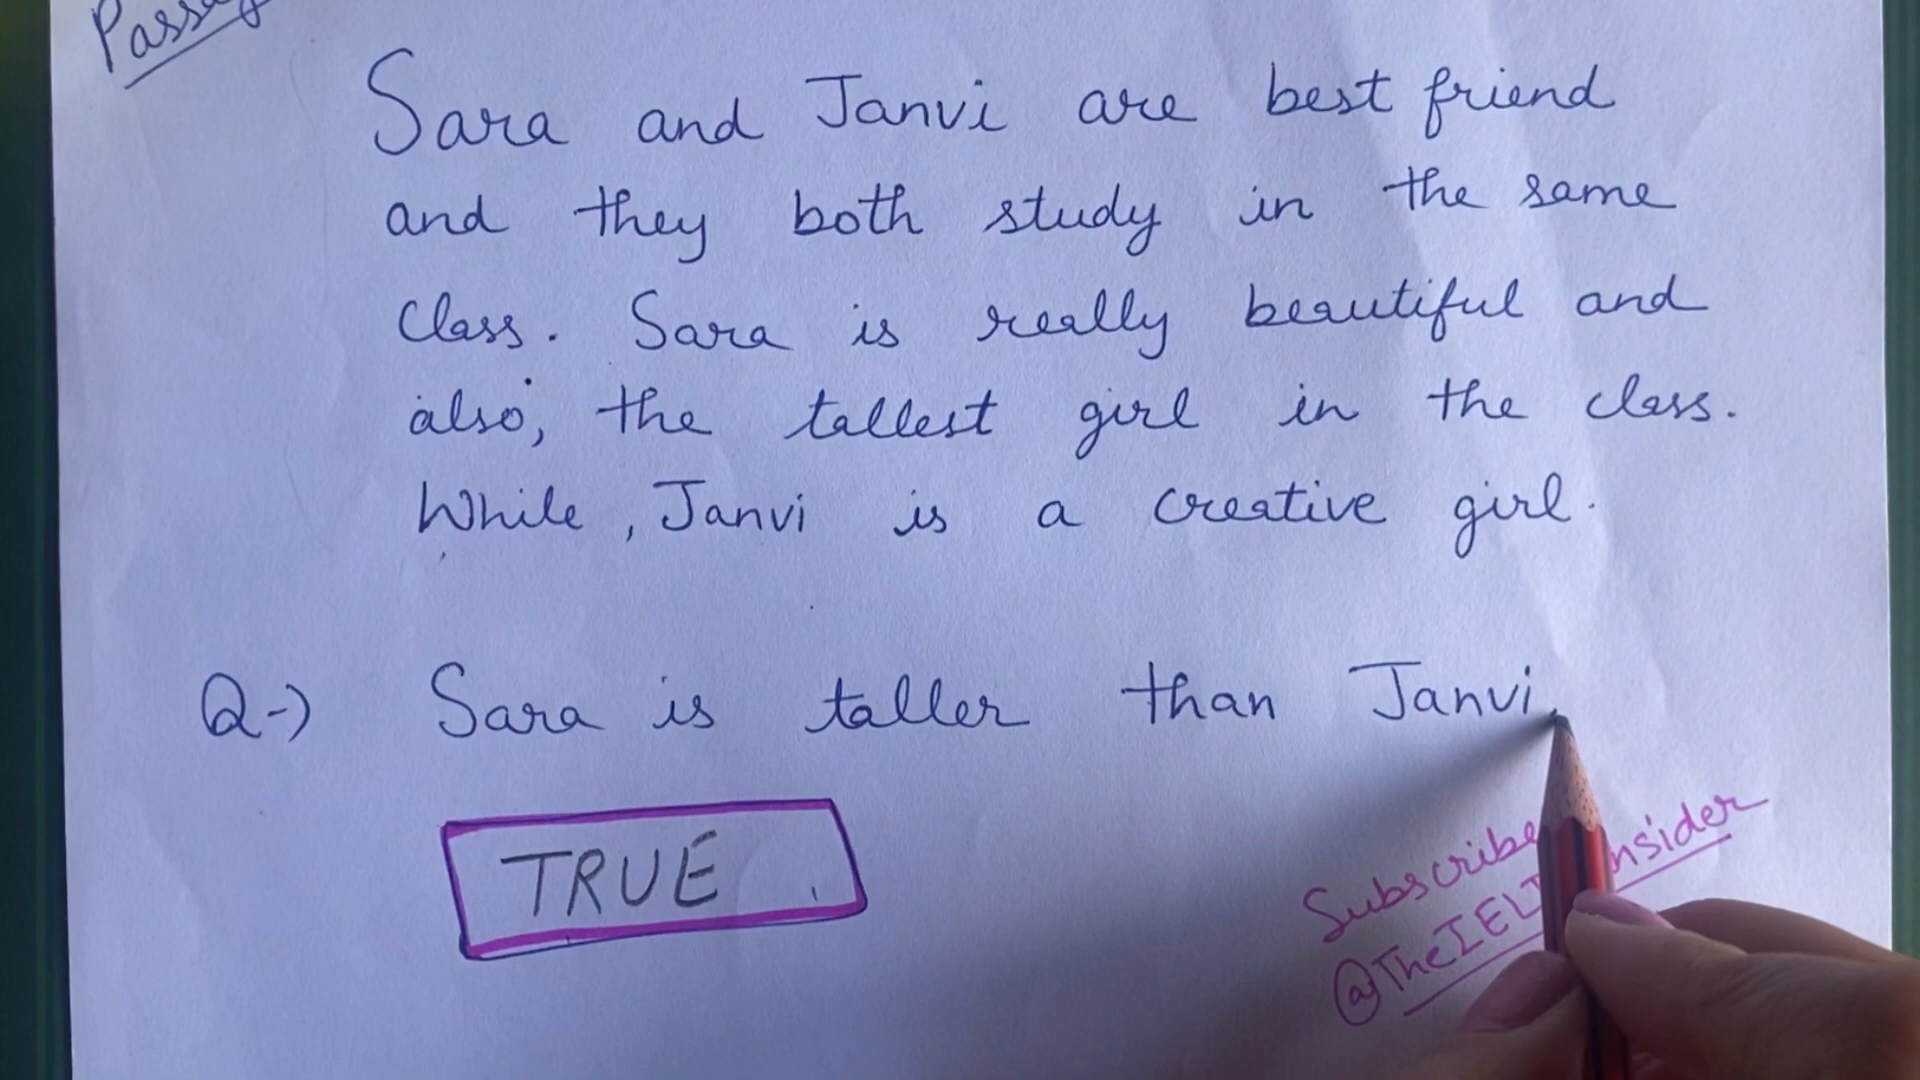 Sara and Janvi are best friend
and they both study in the same
class. Sara is really beautiful and
also, the tallest girl in the class.
While, Janvi is a creative girl.
Q-) Sara is taller than Janvi.
TRUE
Subscribe